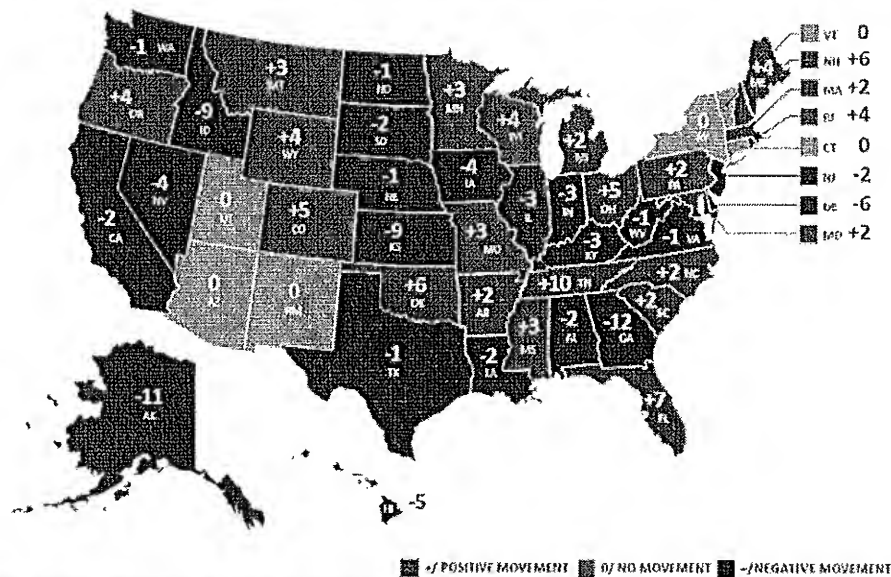 -1 WA
+4 OR
-2 CA
-4 NV
-9 ID
+3 MT
+4 WY
0 UT
+5 CO
0 AZ
0 NM
-1 ND
-2 SD
-1 NE
-9 KS
+6 OK
-1 TX
+3 MN
-4 IA
+3 MO
+2 AR
-2 LA
+4 WI
-3 IL
+3 MS
+2 MI
-3 IN
+5 OH
-3 KY
+10 TN
-2 AL
-12 GA
+7 FL
+2 SC
+2 NC
-1 VA
-1 WV
+2 PA
0 NY
+4 ME
VT 0
NH +6
MA +2
RI +4
CT 0
NJ -2
DE -6
MD +2
-11 AK
HI -5
+/ POSITIVE MOVEMENT 0/ NO MOVEMENT -/NEGATIVE MOVEMENT